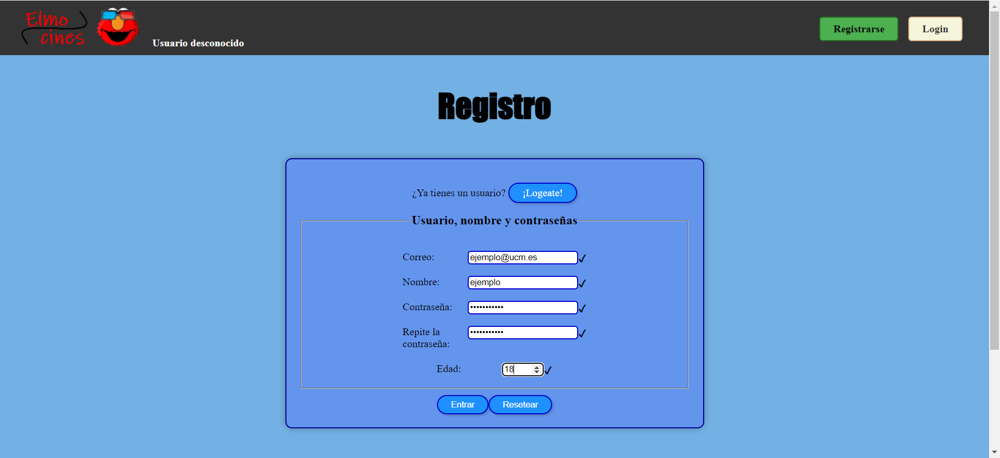 Elmo
cines
Usuario desconocido
Registrarse
Login
Registro
¿Ya tienes un usuario? ¡Logeate!
Usuario, nombre y contraseñas
Correo: ejemplo@ucm.es ✓
Nombre: ejemplo ✓
Contraseña: ••••••••••• ✓
Repite la ••••••••••• ✓
contraseña:
Edad: 18 ✓
Entrar Resetear